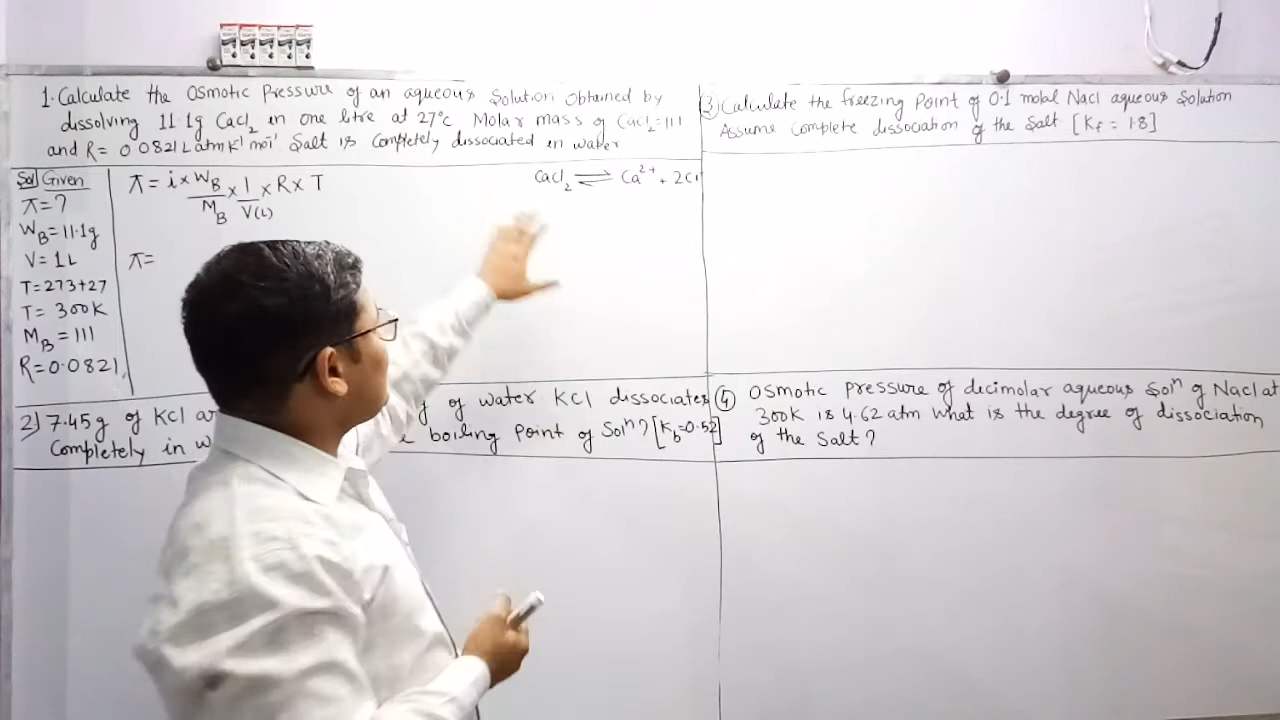 1. Calculate the Osmotic Pressure of an aqueous Solution Obtained by
dissolving 11.1g CaCl₂ in one litre at 27°C Molar mass of CaCl₂=111
and R= 0.0821 L atm K⁻¹ mol⁻¹ Salt is Completely dissociated in water
Sol Given
π=?
W_B=11.1g
V=1L
T=273+27
T=300K
M_B=111
R=0.0821
π= i × W_B/M_B × 1/V(L) × R × T
π=
CaCl₂ ⇌ Ca²⁺ + 2Cl
2) 7.45g of KCl g of water KCl dissociates
Completely in boiling Point of Solⁿ? [K_b=0.52]
3) Calculate the freezing Point of 0.1 molal NaCl aqueous Solution
Assume Complete dissociation of the Salt [K_f = 1.8]
4 Osmotic pressure of decimolar aqueous Solⁿ of NaCl at
300K is 4.62 atm what is the degree of dissociation
of the Salt?